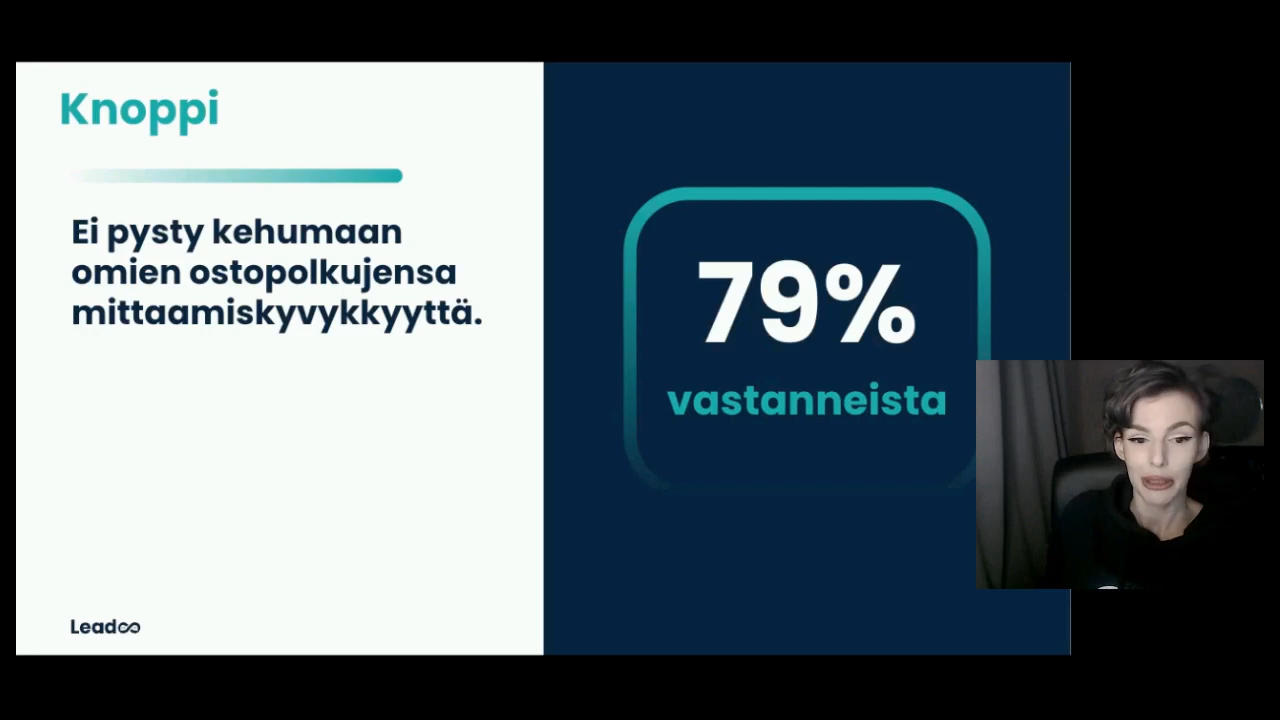 Knoppi
Ei pysty kehumaan
omien ostopolkujensa
mittaamiskyvykkyyttä.
79%
vastanneista
Leadoo